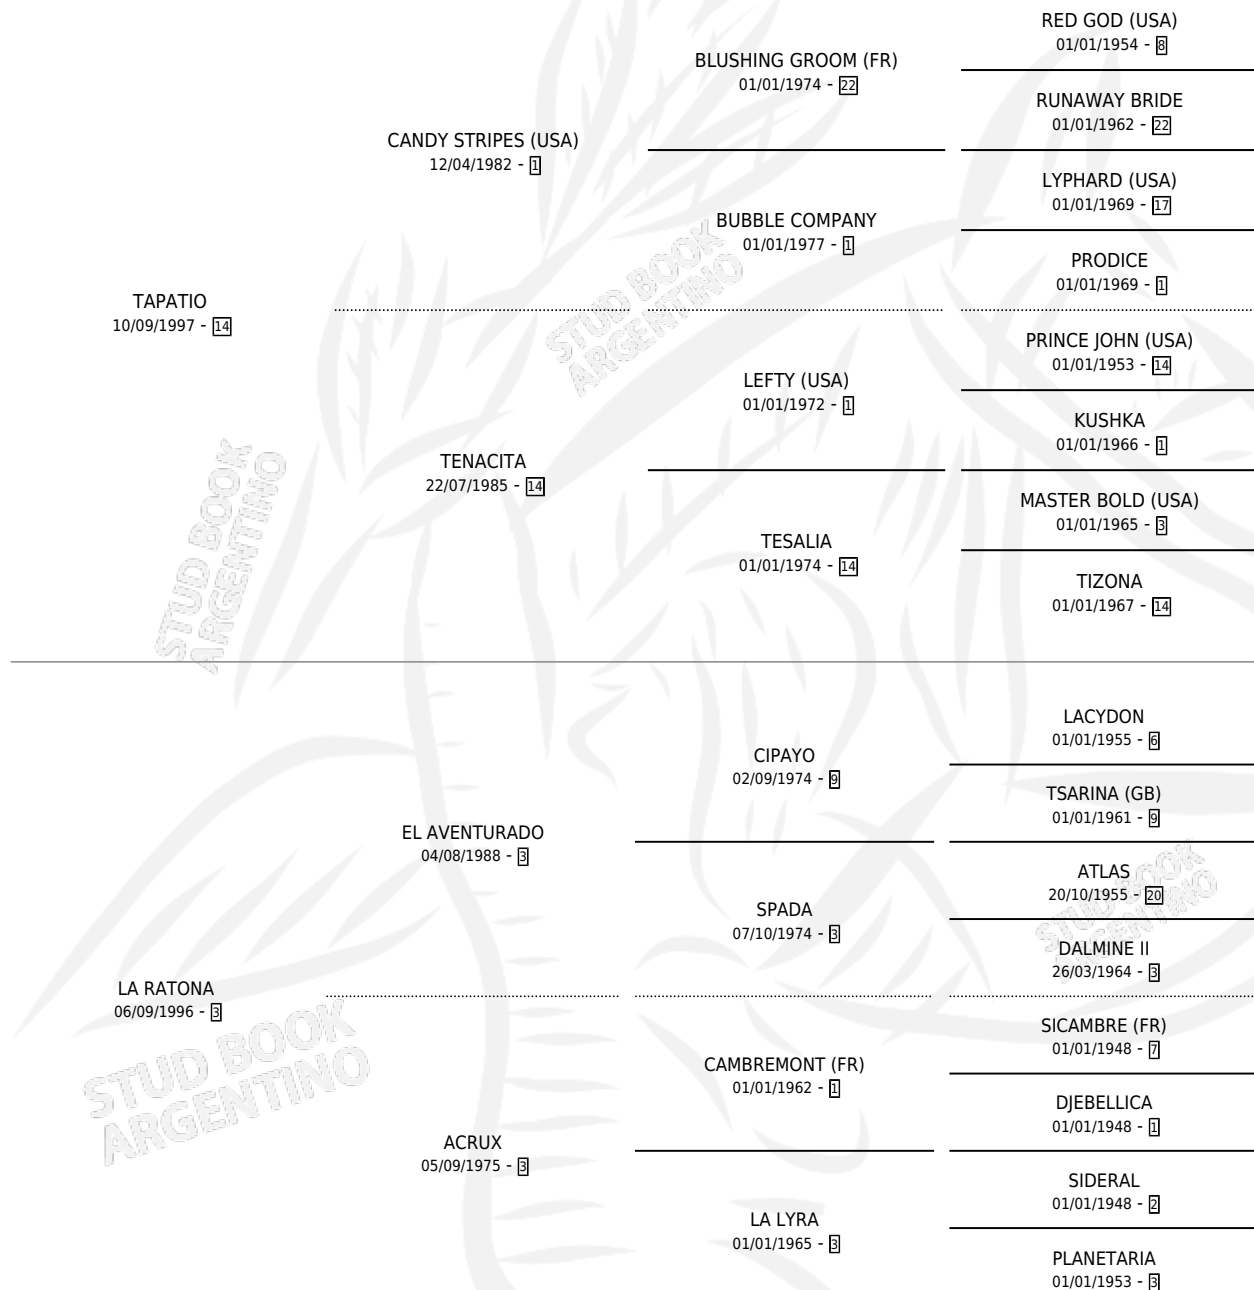 RED GOD (USA)
01/01/1954 - 8
BLUSHING GROOM (FR)
01/01/1974 - 22
RUNAWAY BRIDE
01/01/1962 - 22
CANDY STRIPES (USA)
12/04/1982 - 1
LYPHARD (USA)
01/01/1969 - 17
BUBBLE COMPANY
01/01/1977 - 1
PRODICE
01/01/1969 - 1
TAPATIO
10/09/1997 - 14
PRINCE JOHN (USA)
01/01/1953 - 14
LEFTY (USA)
01/01/1972 - 1
KUSHKA
01/01/1966 - 1
TENACITA
22/07/1985 - 14
MASTER BOLD (USA)
01/01/1965 - 3
TESALIA
01/01/1974 - 14
TIZONA
01/01/1967 - 14
STUD BOOK
ARGENTINO
STUD BOOK
ARGENTINO
LACYDON
01/01/1955 - 6
CIPAYO
02/09/1974 - 9
TSARINA (GB)
01/01/1961 - 9
EL AVENTURADO
04/08/1988 - 3
ATLAS
20/10/1955 - 20
SPADA
07/10/1974 - 3
DALMINE II
26/03/1964 - 3
LA RATONA
06/09/1996 - 3
SICAMBRE (FR)
01/01/1948 - 7
CAMBREMONT (FR)
01/01/1962 - 1
DJEBELLICA
01/01/1948 - 1
ACRUX
05/09/1975 - 3
SIDERAL
01/01/1948 - 2
LA LYRA
01/01/1965 - 3
PLANETARIA
01/01/1953 - 3
STUD BOOK
ARGENTINO
STUD BOOK
ARGENTINO